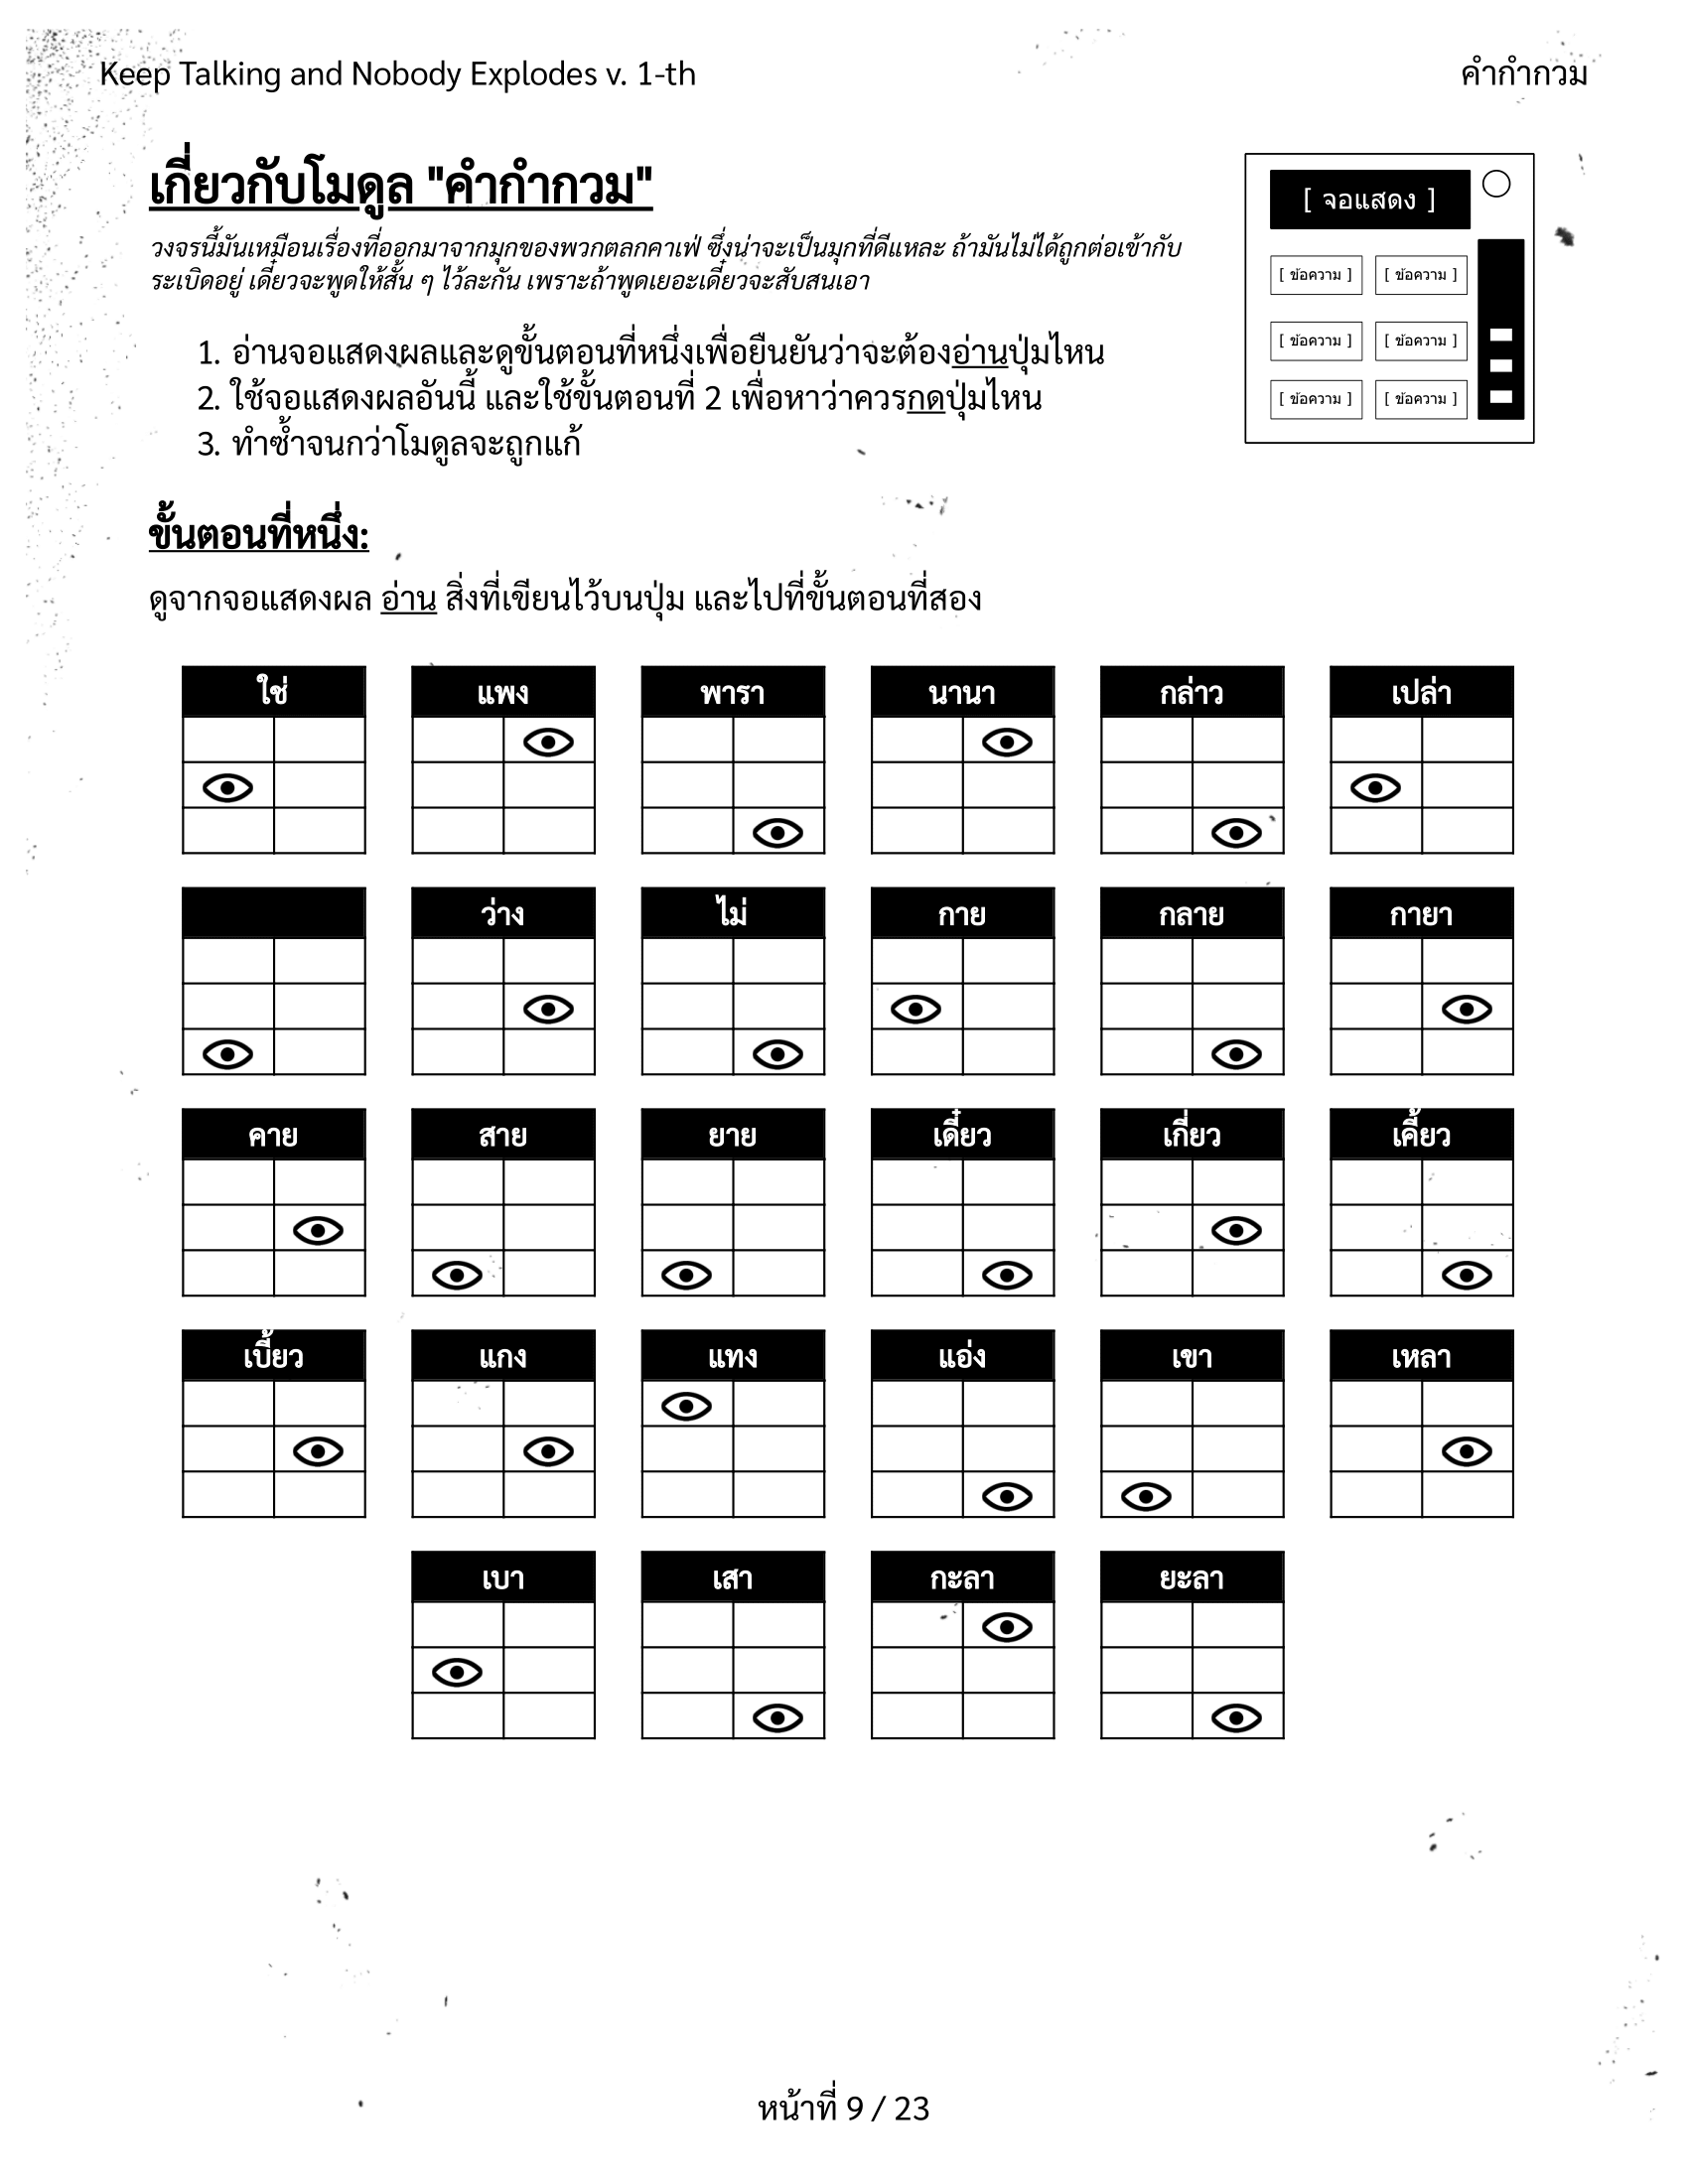 Keep Talking and Nobody Explodes v. 1-th
คำกำกวม
เกี่ยวกับโมดูล "คำกำกวม"
วงจรนี้มันเหมือนเรื่องที่ออกมาจากมุกของพวกตลกคาเฟ่ ซึ่งน่าจะเป็นมุกที่ดีแหละ ถ้ามันไม่ได้ถูกต่อเข้ากับ
ระเบิดอยู่ เดี๋ยวจะพูดให้สั้น ๆ ไว้ละกัน เพราะถ้าพูดเยอะเดี๋ยวจะสับสนเอา
[ จอแสดง ]
[ ข้อความ ] [ ข้อความ ]
[ ข้อความ ] [ ข้อความ ]
[ ข้อความ ] [ ข้อความ ]
1. อ่านจอแสดงผลและดูขั้นตอนที่หนึ่งเพื่อยืนยันว่าจะต้องอ่านปุ่มไหน
2. ใช้จอแสดงผลอันนี้ และใช้ขั้นตอนที่ 2 เพื่อหาว่าควรกดปุ่มไหน
3. ทำซ้ำจนกว่าโมดูลจะถูกแก้
ขั้นตอนที่หนึ่ง:
ดูจากจอแสดงผล อ่าน สิ่งที่เขียนไว้บนปุ่ม และไปที่ขั้นตอนที่สอง
ใช่ แพง พารา นานา กล่าว เปล่า
ว่าง ไม่ กาย กลาย กายา
คาย สาย ยาย เดี๋ยว เกี่ยว เคี้ยว
เบี้ยว แกง แทง แอ่ง เขา เหลา
เบา เสา กะลา ยะลา
หน้าที่ 9 / 23